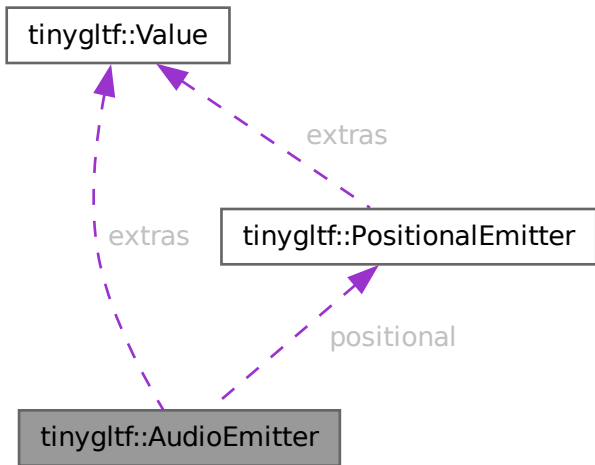 tinygltf::Value
extras
tinygltf::PositionalEmitter
extras
positional
tinygltf::AudioEmitter